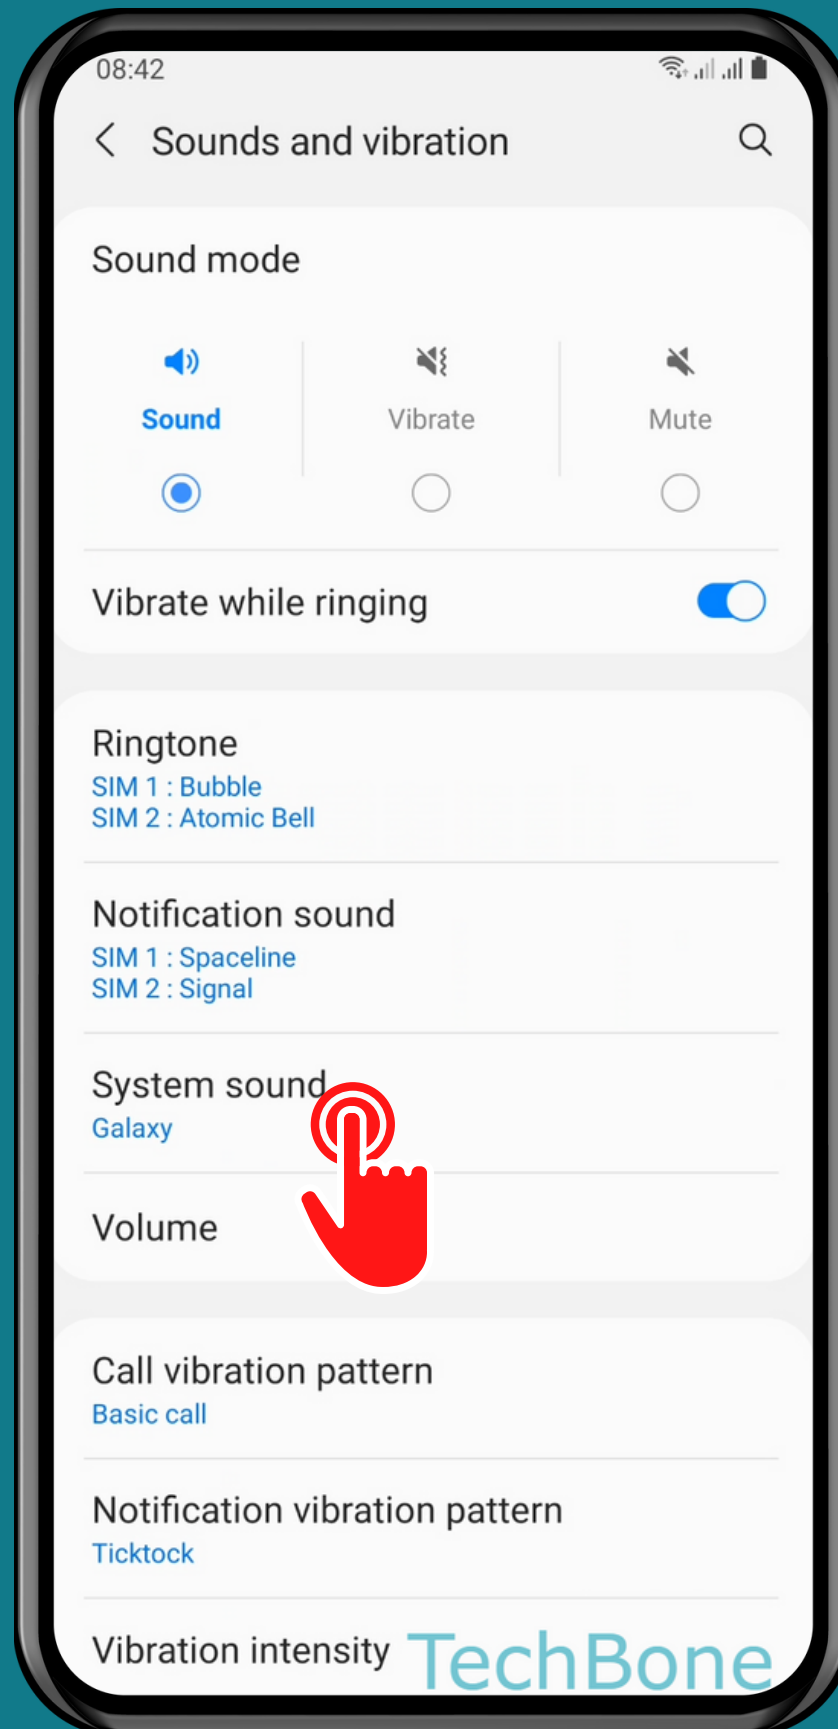 08:42
Sounds and vibration
Sound mode
Sound Vibrate Mute
Vibrate while ringing
Ringtone
SIM 1 : Bubble
SIM 2 : Atomic Bell
Notification sound
SIM 1 : Spaceline
SIM 2 : Signal
System sound
Galaxy
Volume
Call vibration pattern
Basic call
Notification vibration pattern
Ticktock
Vibration intensity
TechBone